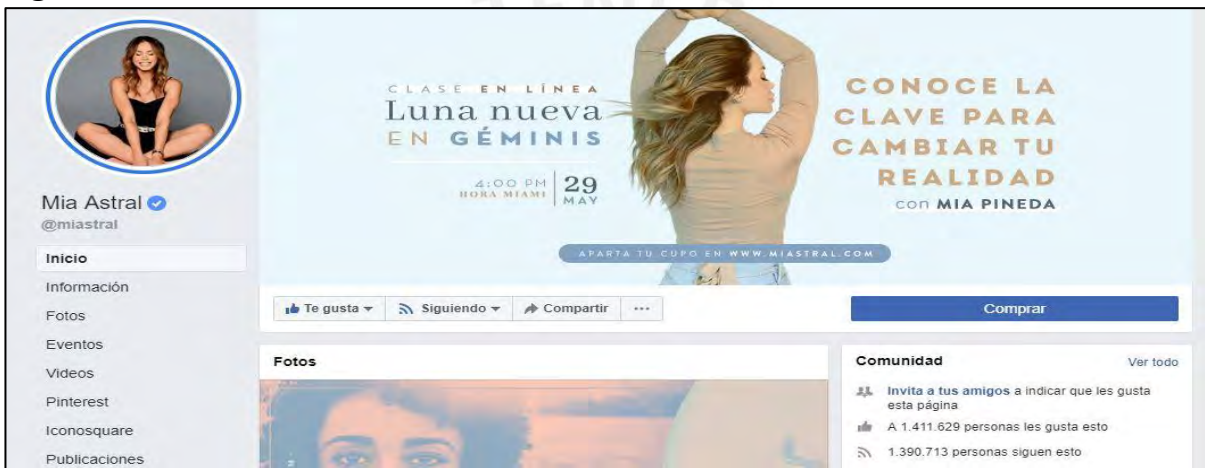 CLASE EN LÍNEA
Luna nueva
EN GÉMINIS
4:00 PM
HORA MIAMI
29
MAY
CONOCE LA
CLAVE PARA
CAMBIAR TU
REALIDAD
con MIA PINEDA
APARTA TU CUPO EN WWW.MIASTRAL.COM
Mia Astral
@miastral
Inicio
Información
Fotos
Eventos
Videos
Pinterest
Iconosquare
Publicaciones
Te gusta
Siguiendo
Compartir
Comprar
Fotos
Comunidad
Ver todo
Invita a tus amigos a indicar que les gusta
esta página
A 1.411.629 personas les gusta esto
1.390.713 personas siguen esto